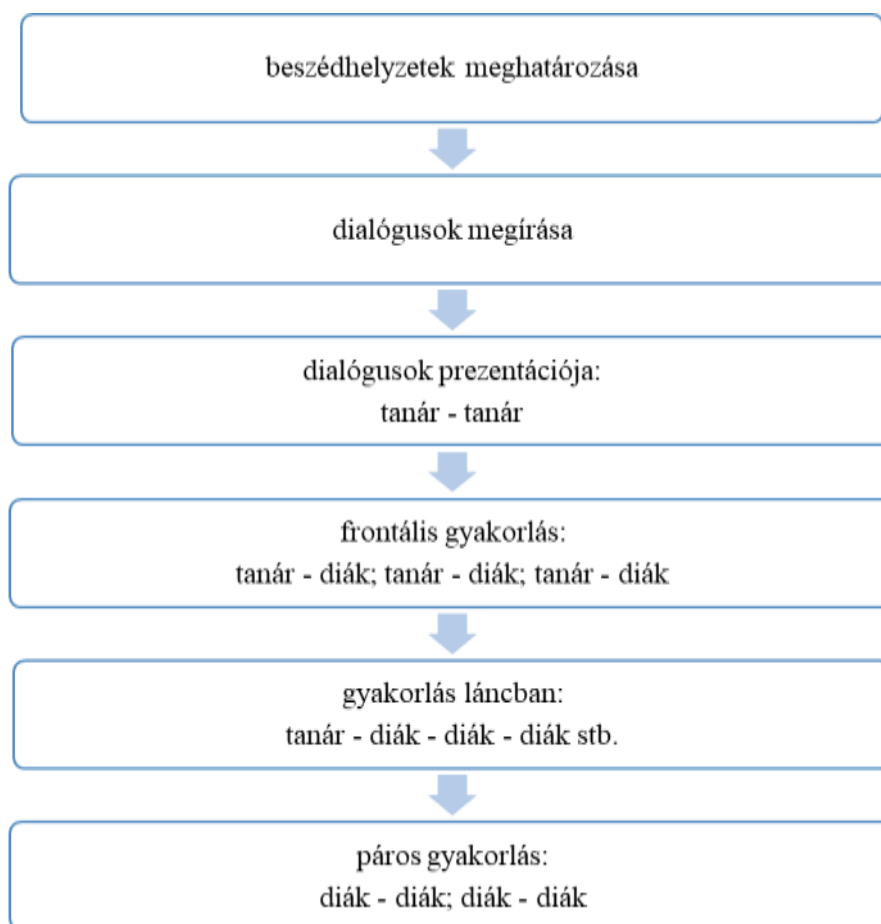 beszédhelyzetek meghatározása
dialógusok megírása
dialógusok prezentációja:
tanár - tanár
frontális gyakorlás:
tanár - diák; tanár - diák; tanár - diák
gyakorlás láncban:
tanár - diák - diák - diák stb.
páros gyakorlás:
diák - diák; diák - diák